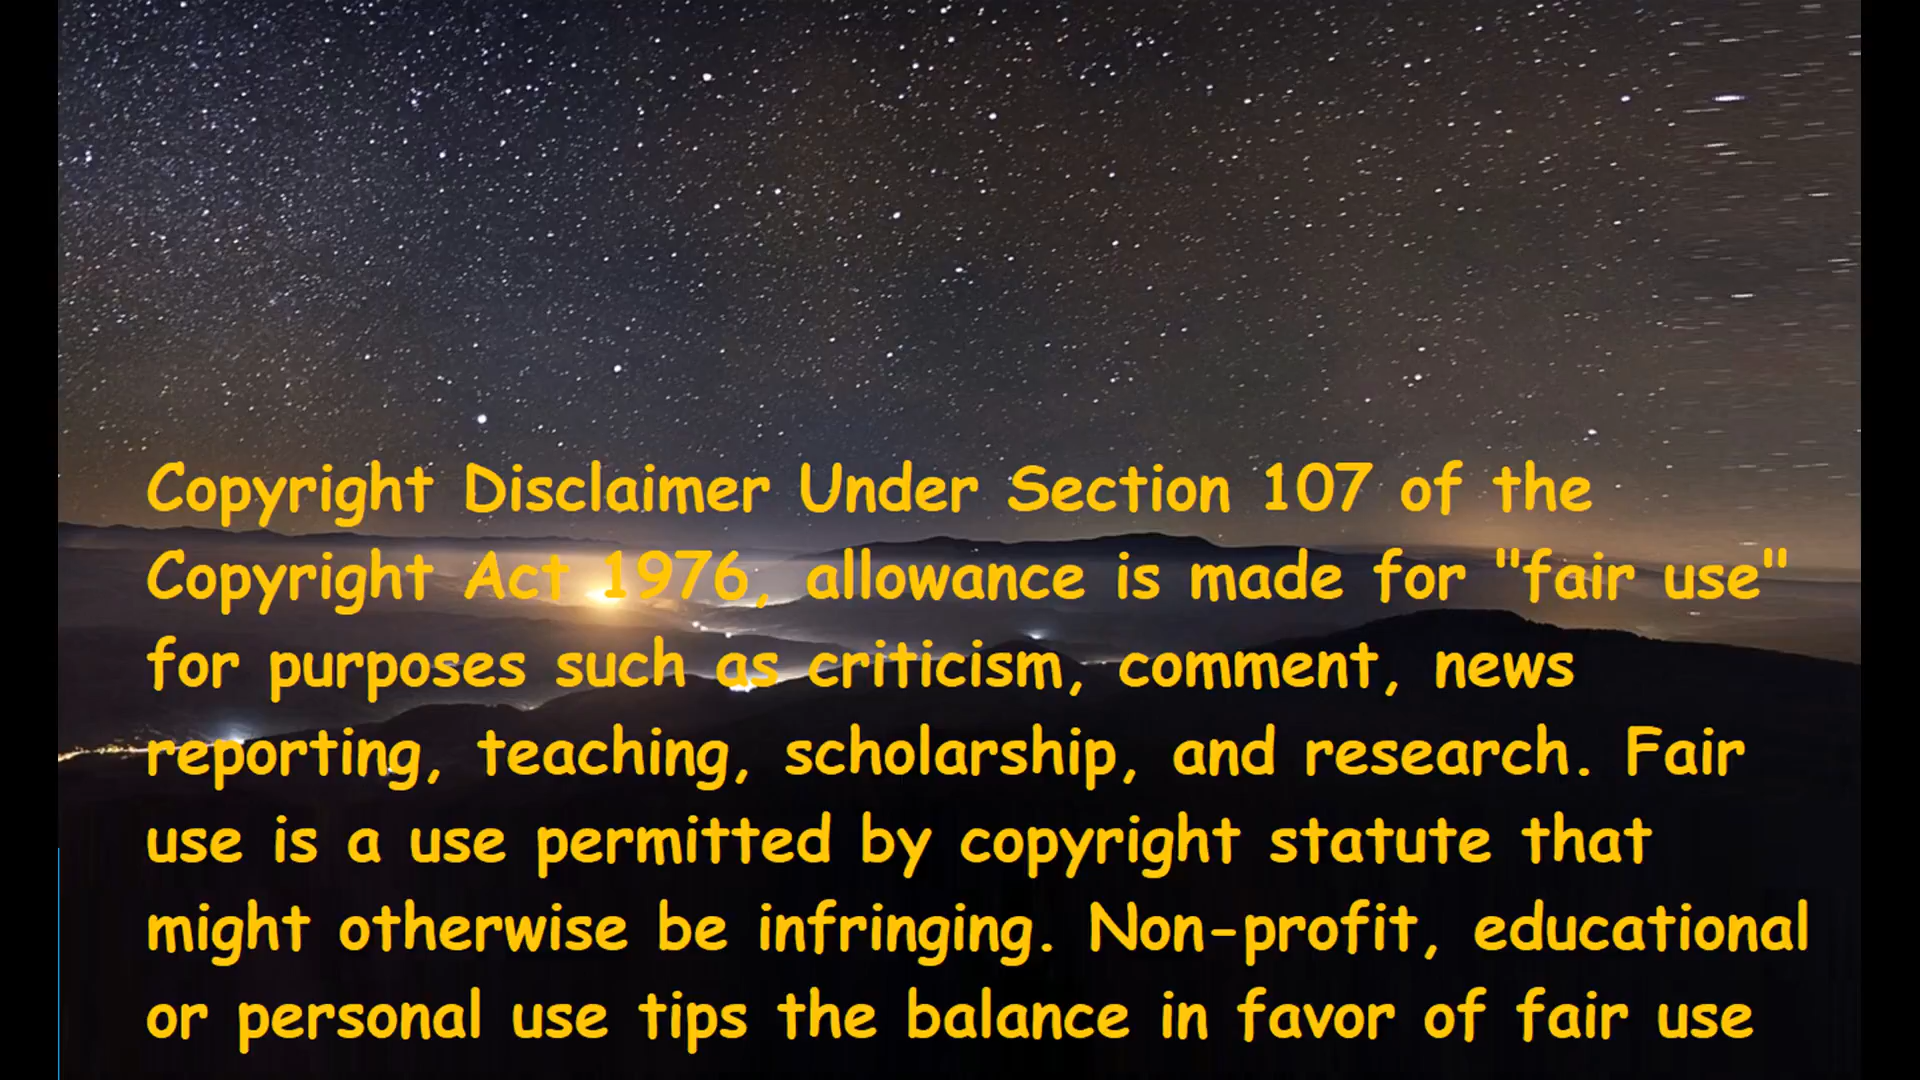 Copyright Disclaimer Under Section 107 of the
Copyright Act 1976, allowance is made for "fair use"
for purposes such as criticism, comment, news
reporting, teaching, scholarship, and research. Fair
use is a use permitted by copyright statute that
might otherwise be infringing. Non-profit, educational
or personal use tips the balance in favor of fair use